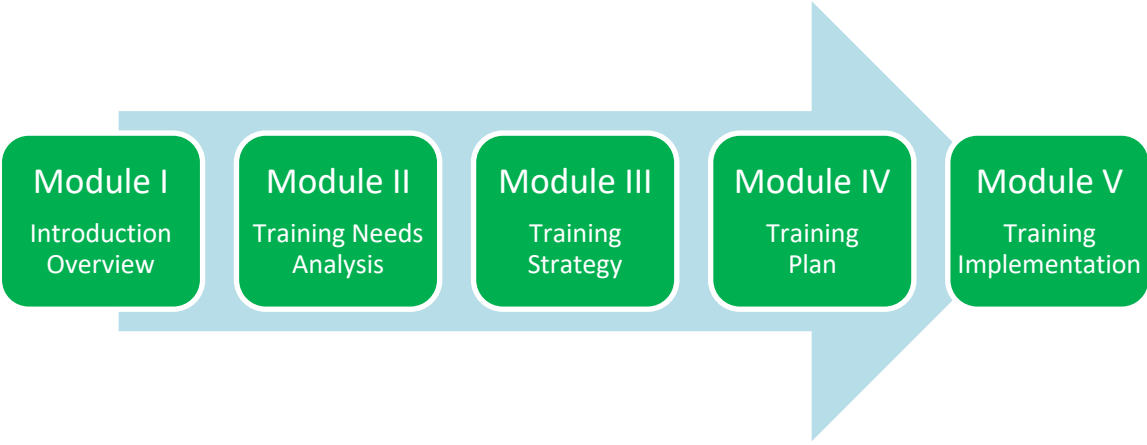 Module I
Introduction
Overview
Module II
Training Needs
Analysis
Module III
Training
Strategy
Module IV
Training
Plan
Module V
Training
Implementation